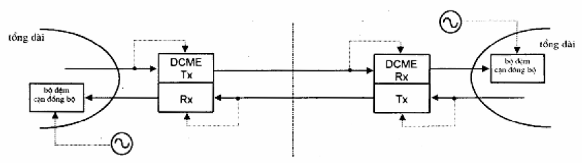 tổng đài
DCME
Tx
Rx
bộ đệm
cận đồng bộ
DCME
Rx
Tx
tổng đài
bộ đệm
cận đồng bộ